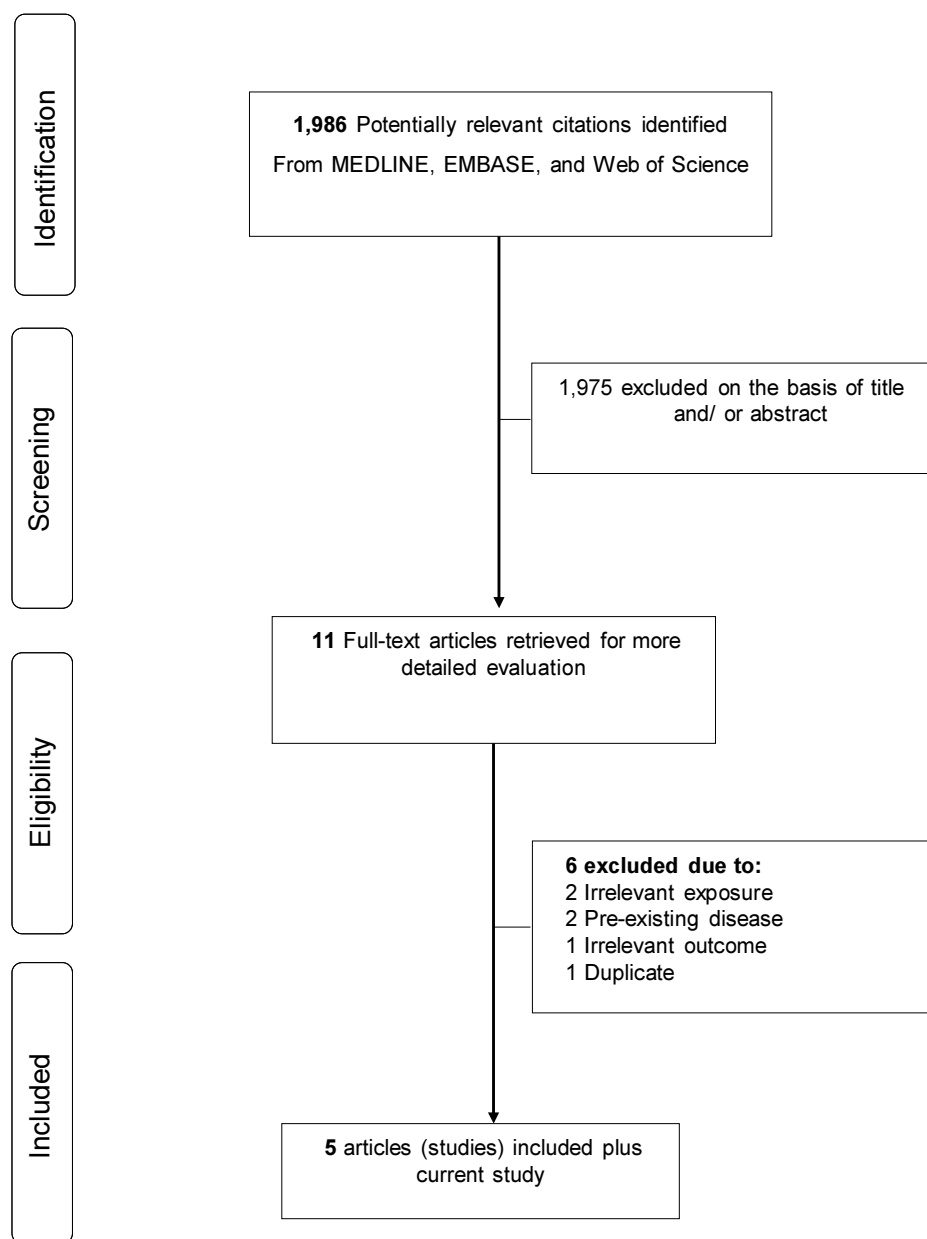 Identification
1,986 Potentially relevant citations identified
From MEDLINE, EMBASE, and Web of Science
Screening
1,975 excluded on the basis of title
and/ or abstract
11 Full-text articles retrieved for more
detailed evaluation
Eligibility
6 excluded due to:
2 Irrelevant exposure
2 Pre-existing disease
1 Irrelevant outcome
1 Duplicate
Included
5 articles (studies) included plus
current study